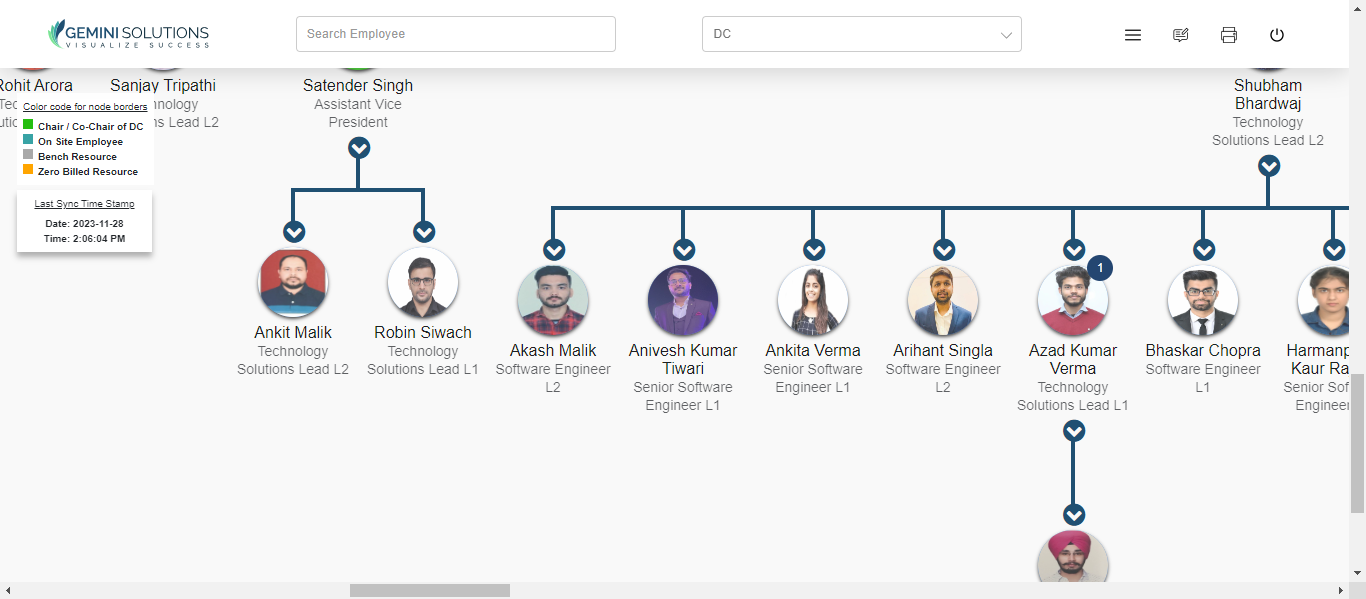 GEMINI SOLUTIONS
VISUALIZE SUCCESS
Search Employee
DC
Rohit Arora
Sanjay Tripathi
s Lead L2
Satender Singh
Assistant Vice
President
Shubham
Bhardwaj
Technology
Solutions Lead L2
Color code for node borders
Chair / Co-Chair of DC
On Site Employee
Bench Resource
Zero Billed Resource
Last Sync Time Stamp
Date: 2023-11-28
Time: 2:06:04 PM
Ankit Malik
Technology
Solutions Lead L2
Robin Siwach
Technology
Solutions Lead L1
Akash Malik
Software Engineer
L2
Anivesh Kumar
Tiwari
Senior Software
Engineer L1
Ankita Verma
Senior Software
Engineer L1
Arihant Singla
Software Engineer
L2
1
Azad Kumar
Verma
Technology
Solutions Lead L1
Bhaskar Chopra
Software Engineer
L1
Harmanp
Kaur Ra
Senior Sof
Engineer